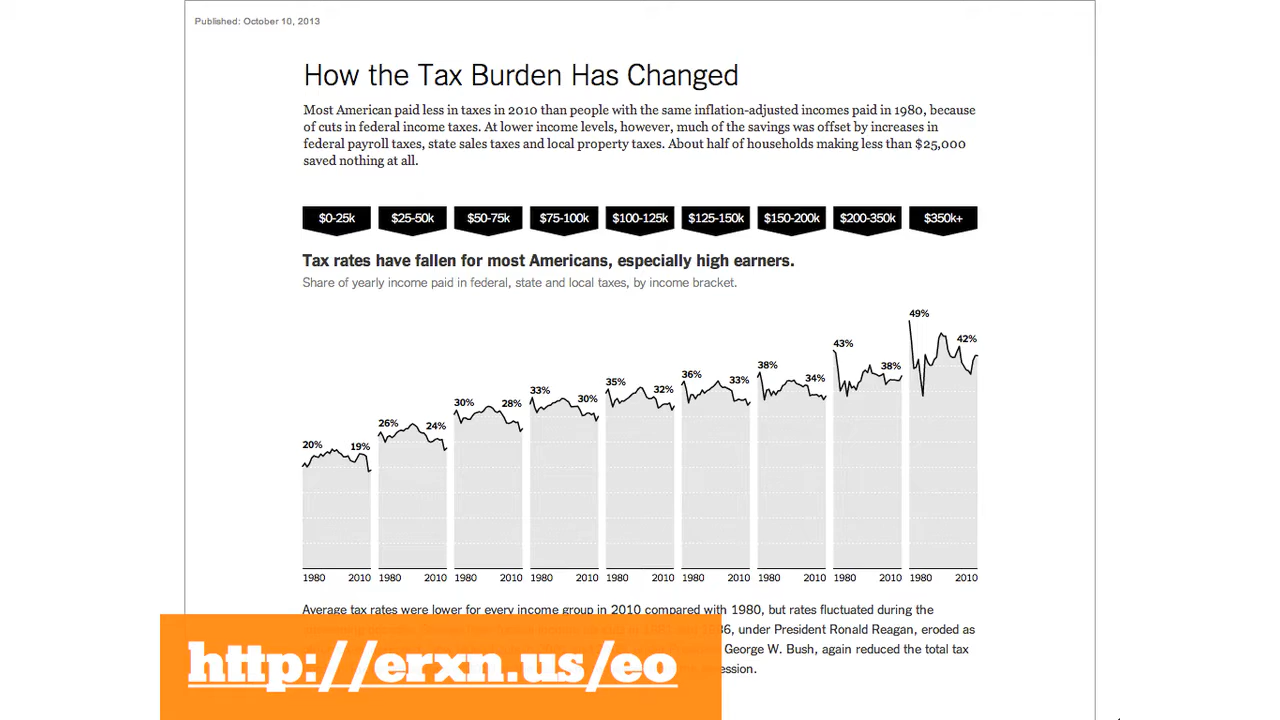 Published: October 10, 2013
How the Tax Burden Has Changed
Most American paid less in taxes in 2010 than people with the same inflation-adjusted incomes paid in 1980, because
of cuts in federal income taxes. At lower income levels, however, much of the savings was offset by increases in
federal payroll taxes, state sales taxes and local property taxes. About half of households making less than $25,000
saved nothing at all.
$0-25k $25-50k $50-75k $75-100k $100-125k $125-150k $150-200k $200-350k $350k+
Tax rates have fallen for most Americans, especially high earners.
Share of yearly income paid in federal, state and local taxes, by income bracket.
20% 19% 26% 24% 30% 28% 33% 30% 35% 32% 36% 33% 38% 34% 43% 38% 49% 42%
1980 2010 1980 2010 1980 2010 1980 2010 1980 2010 1980 2010 1980 2010 1980 2010 1980 2010
Average tax rates were lower for every income group in 2010 compared with 1980, but rates fluctuated during the
under President Ronald Reagan, eroded as
George W. Bush, again reduced the total tax
http://erxn.us/eo